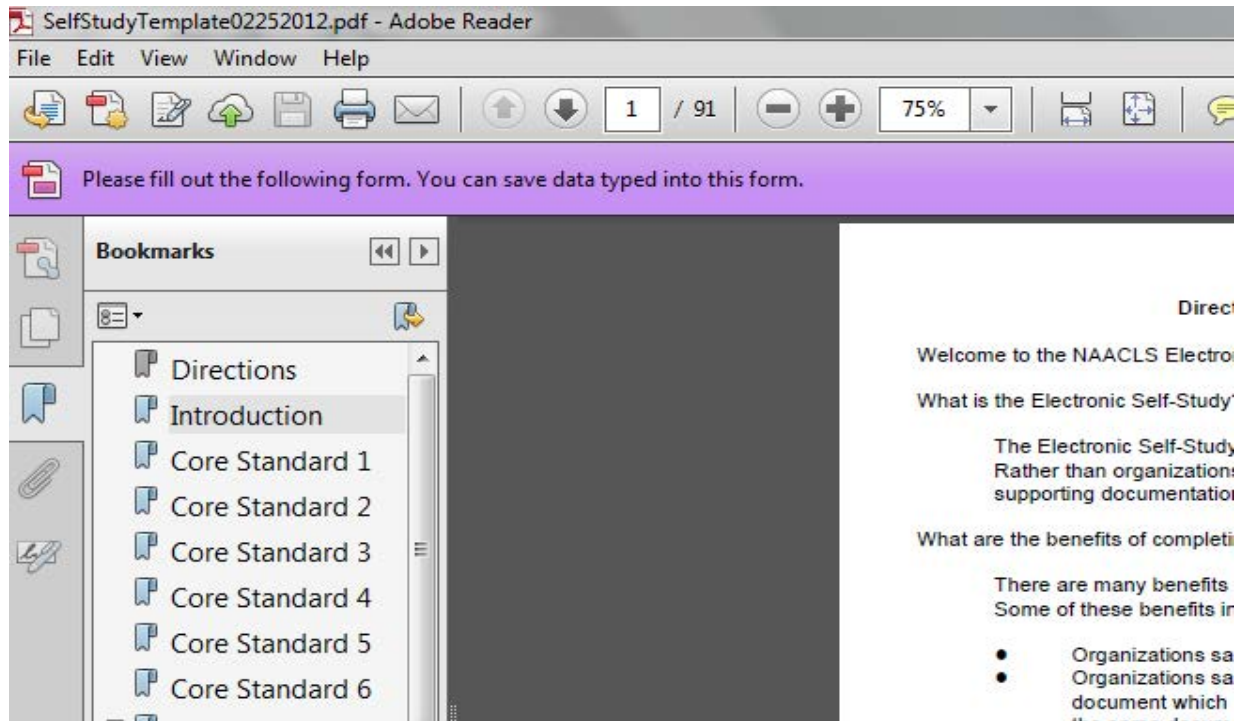 SelfStudyTemplate02252012.pdf - Adobe Reader
File Edit View Window Help
1 / 91 75%
Please fill out the following form. You can save data typed into this form.
Bookmarks
Directions
Introduction
Core Standard 1
Core Standard 2
Core Standard 3
Core Standard 4
Core Standard 5
Core Standard 6
Direct
Welcome to the NAACLS Electro
What is the Electronic Self-Study
The Electronic Self-Study
Rather than organizations
supporting documentation
What are the benefits of completi
There are many benefits
Some of these benefits in
● Organizations sa
● Organizations sa
document which